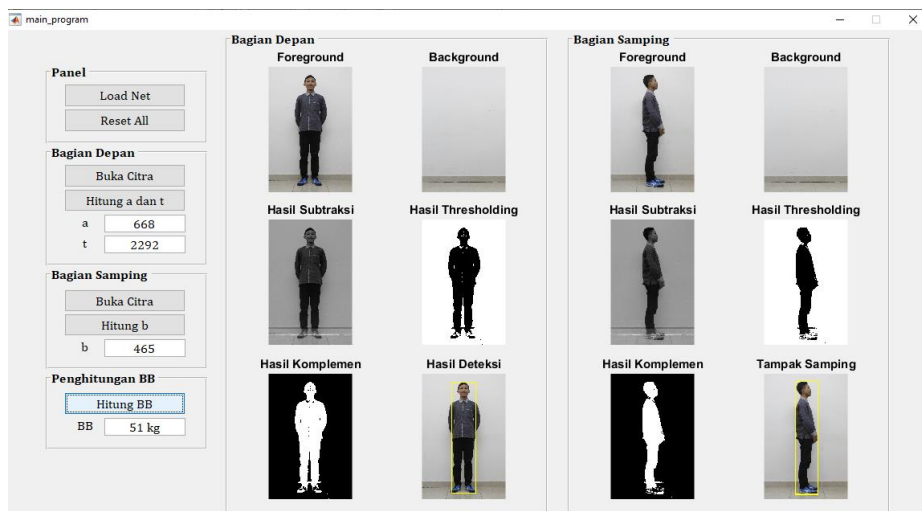 main_program
Panel
Load Net
Reset All
Bagian Depan
Buka Citra
Hitung a dan t
a 668
t 2292
Bagian Samping
Buka Citra
Hitung b
b 465
Penghitungan BB
Hitung BB
BB 51 kg
Bagian Depan
Foreground Background
Hasil Subtraksi Hasil Thresholding
Hasil Komplemen Hasil Deteksi
Bagian Samping
Foreground Background
Hasil Subtraksi Hasil Thresholding
Hasil Komplemen Tampak Samping